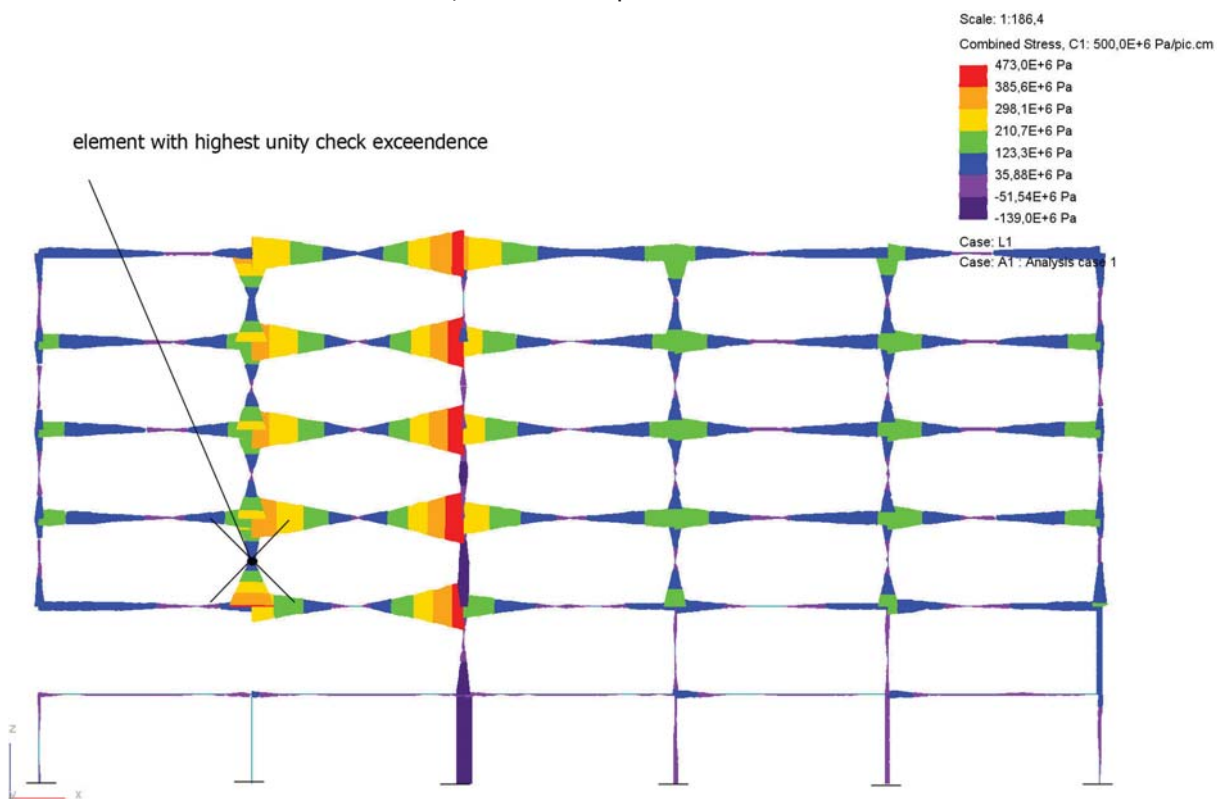 Scale: 1:186,4
Combined Stress, C1: 500,0E+6 Pa/pic.cm
473,0E+6 Pa
385,6E+6 Pa
298,1E+6 Pa
210,7E+6 Pa
123,3E+6 Pa
35,88E+6 Pa
-51,54E+6 Pa
-139,0E+6 Pa
Case: L1
Case: A1 : Analysis case 1
element with highest unity check exceendence
z
x